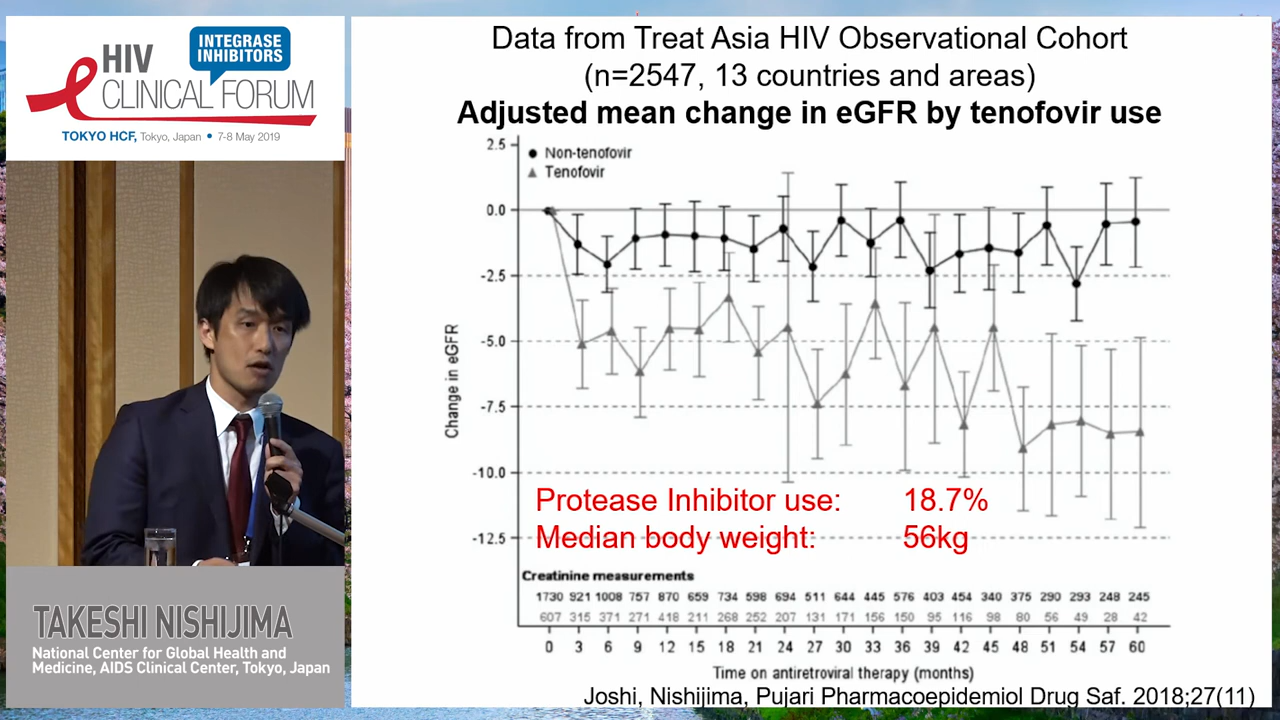 HIV
INTEGRASE
INHIBITORS
CLINICAL FORUM
TOKYO HCF, Tokyo, Japan • 7-8 May 2019
TAKESHI NISHIJIMA
National Center for Global Health and
Medicine, AIDS Clinical Center, Tokyo, Japan
Data from Treat Asia HIV Observational Cohort
(n=2547, 13 countries and areas)
Adjusted mean change in eGFR by tenofovir use
Non-tenofovir
Tenofovir
Change in eGFR
2.5
0.0
-2.5
-5.0
-7.5
-10.0
-12.5
Protease Inhibitor use: 18.7%
Median body weight: 56kg
Creatinine measurements
1730 921 1008 757 870 659 734 598 694 511 644 445 576 403 454 340 375 290 293 248 245
607 315 371 271 418 211 268 252 207 131 171 156 150 95 116 98 80 56 49 28 42
0 3 6 9 12 15 18 21 24 27 30 33 36 39 42 45 48 51 54 57 60
Time on antiretroviral therapy (months)
Joshi, Nishijima, Pujari Pharmacoepidemiol Drug Saf. 2018;27(11)